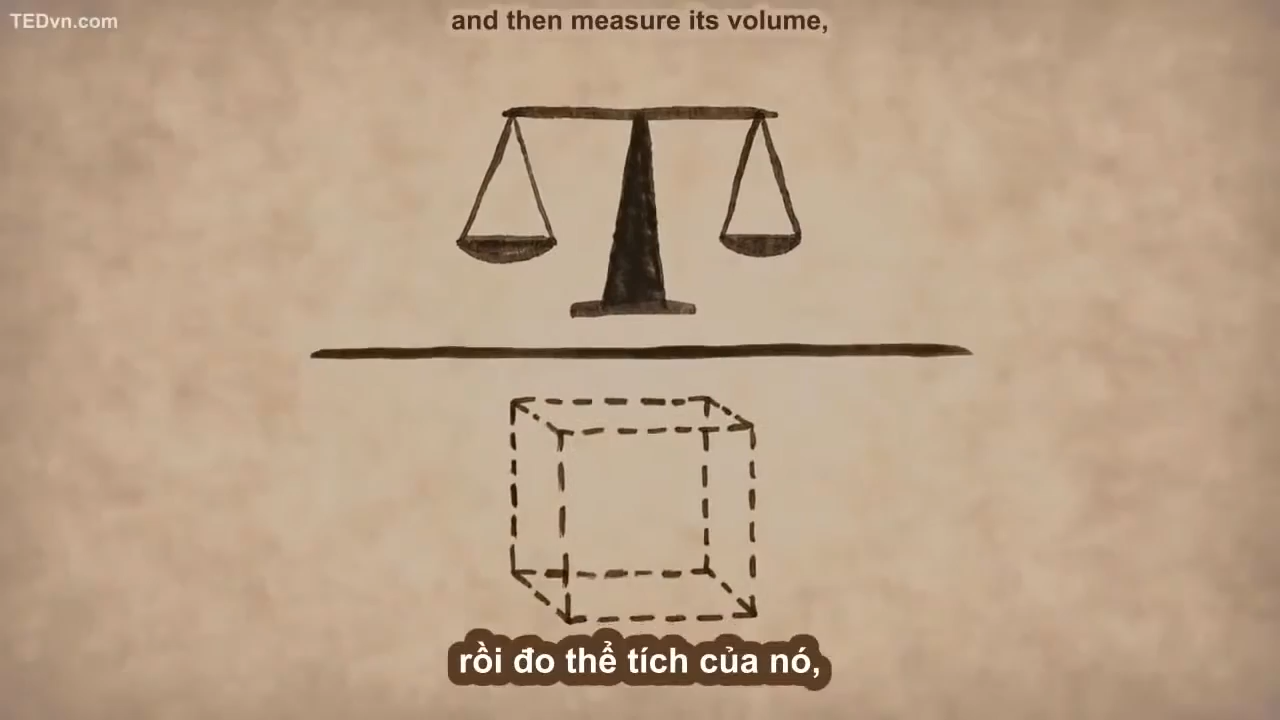 TEDvn.com
and then measure its volume,
rồi đo thể tích của nó,